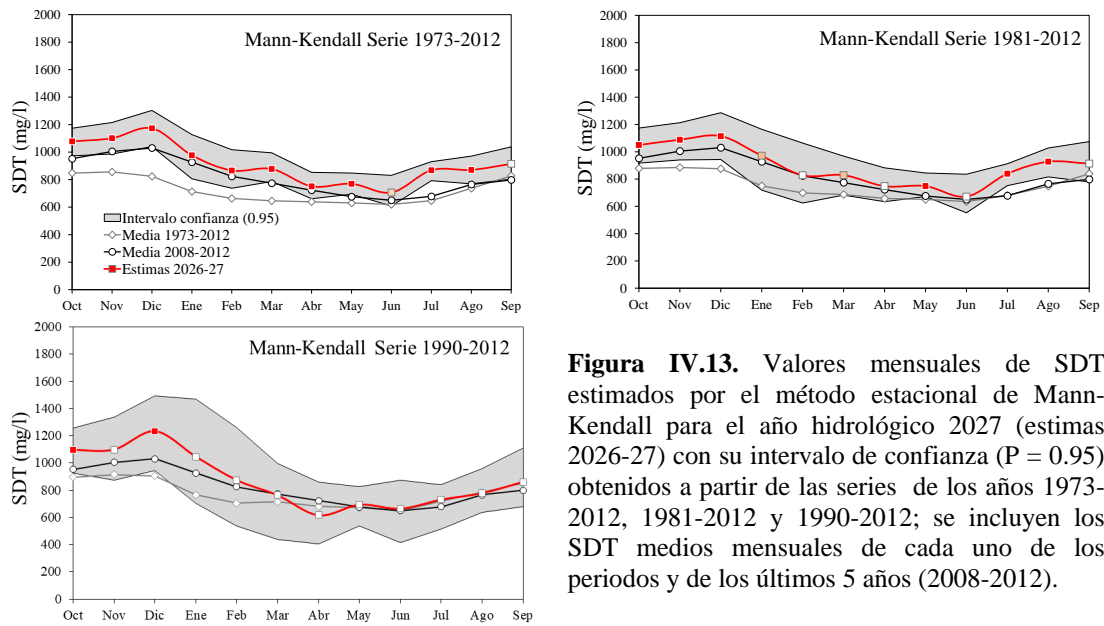 Mann-Kendall Serie 1973-2012
SDT (mg/l)
2000
1800
1600
1400
1200
1000
800
600
400
200
0
Intervalo confianza (0.95)
Media 1973-2012
Media 2008-2012
Estimas 2026-27
Oct Nov Dic Ene Feb Mar Abr May Jun Jul Ago Sep
Mann-Kendall Serie 1981-2012
SDT (mg/l)
2000
1800
1600
1400
1200
1000
800
600
400
200
0
Oct Nov Dic Ene Feb Mar Abr May Jun Jul Ago Sep
Mann-Kendall Serie 1990-2012
SDT (mg/l)
2000
1800
1600
1400
1200
1000
800
600
400
200
0
Oct Nov Dic Ene Feb Mar Abr May Jun Jul Ago Sep
Figura IV.13. Valores mensuales de SDT
estimados por el método estacional de Mann-
Kendall para el año hidrológico 2027 (estimas
2026-27) con su intervalo de confianza (P = 0.95)
obtenidos a partir de las series de los años 1973-
2012, 1981-2012 y 1990-2012; se incluyen los
SDT medios mensuales de cada uno de los
periodos y de los últimos 5 años (2008-2012).